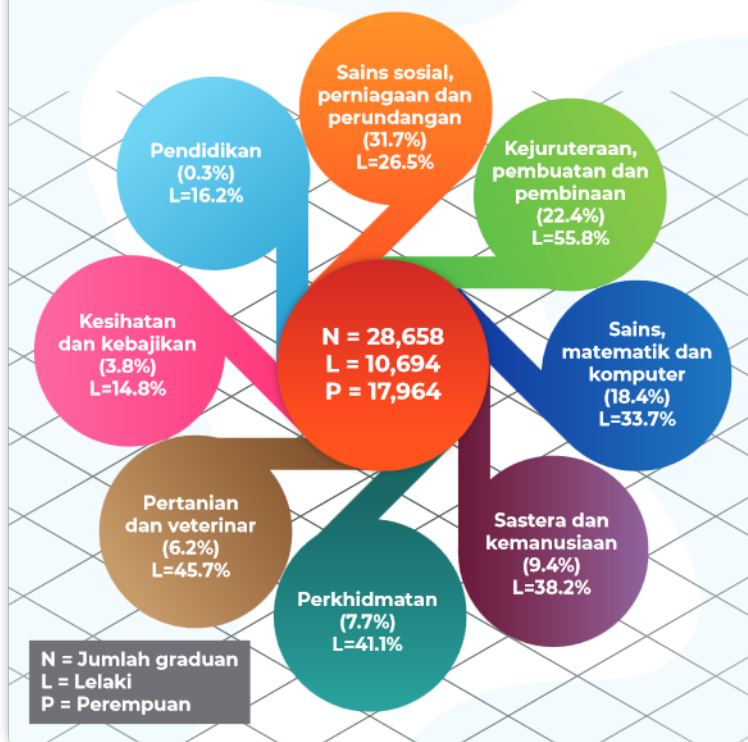 Sains sosial,
perniagaan dan
perundangan
(31.7%)
L=26.5%
Kejuruteraan,
pembuatan dan
pembinaan
(22.4%)
L=55.8%
Sains,
matematik dan
komputer
(18.4%)
L=33.7%
Sastera dan
kemanusiaan
(9.4%)
L=38.2%
Perkhidmatan
(7.7%)
L=41.1%
Pertanian
dan veterinar
(6.2%)
L=45.7%
Kesihatan
dan kebajikan
(3.8%)
L=14.8%
Pendidikan
(0.3%)
L=16.2%
N = 28,658
L = 10,694
P = 17,964
N = Jumlah graduan
L = Lelaki
P = Perempuan